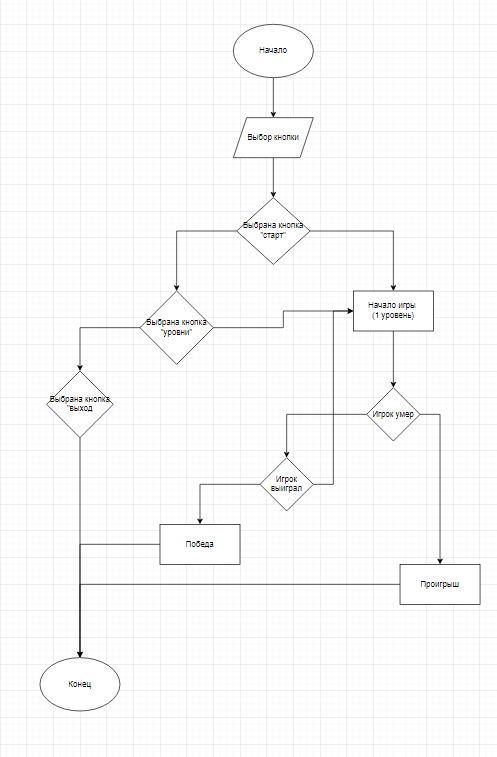 Начало
Выбор кнопки
Выбрана кнопка
"старт"
Начало игры
(1 уровень)
Выбрана кнопка
"уровни"
Выбрана кнопка
"выход
Игрок умер
Игрок
выиграл
Победа
Проигрыш
Конец